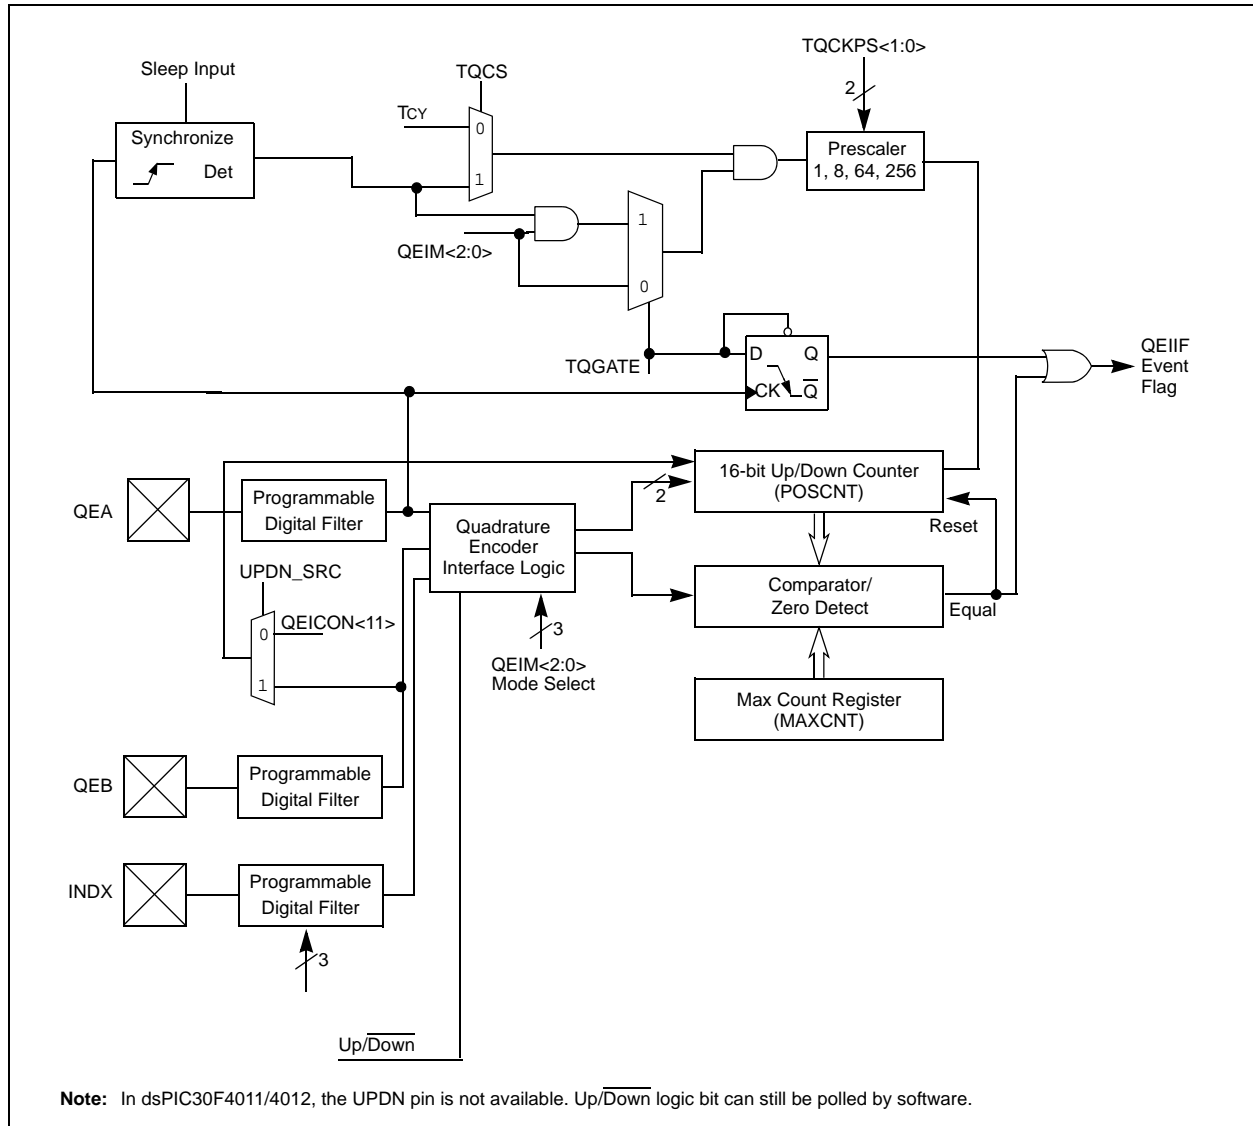 TQCKPS<1:0>
Sleep Input
TQCS
2
TCY
0
Synchronize
Det
1
Prescaler
1, 8, 64, 256
1
QEIM<2:0>
0
D Q
TQGATE
CK Q
QEIIF
Event
Flag
16-bit Up/Down Counter
(POSCNT)
2
Programmable
Digital Filter
QEA
Quadrature
Encoder
Interface Logic
Reset
UPDN_SRC
Comparator/
Zero Detect
Equal
0
QEICON<11>
3
1
QEIM<2:0>
Mode Select
Max Count Register
(MAXCNT)
QEB
Programmable
Digital Filter
INDX
Programmable
Digital Filter
3
Up/Down
Note: In dsPIC30F4011/4012, the UPDN pin is not available. Up/Down logic bit can still be polled by software.